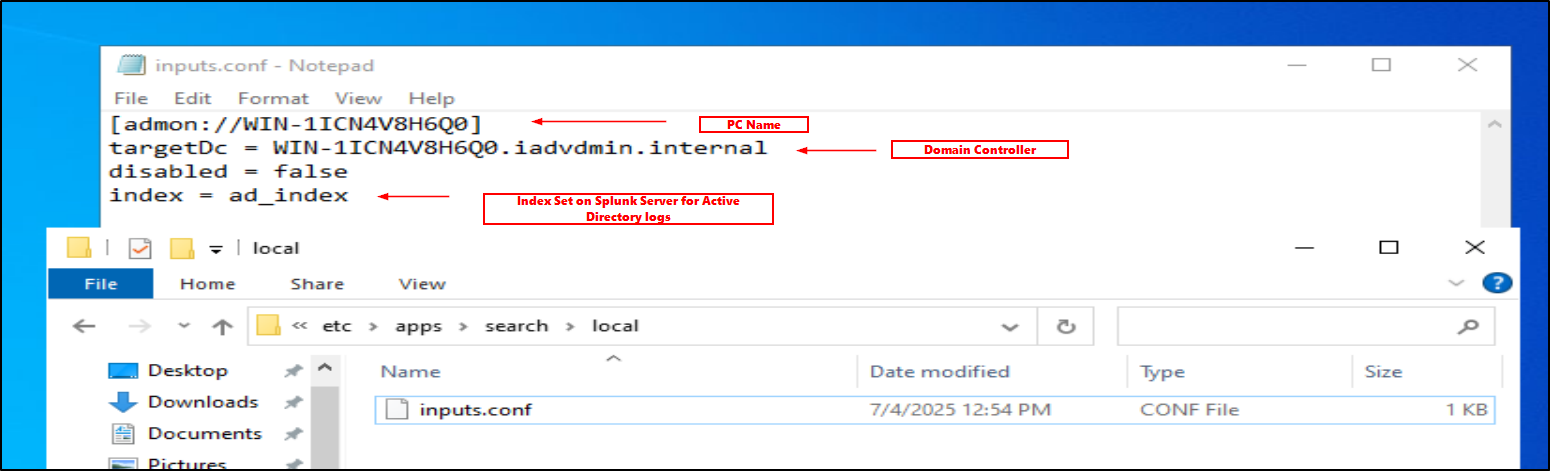 inputs.conf - Notepad
File Edit Format View Help
[admon://WIN-1ICN4V8H6Q0]
PC Name
targetDc = WIN-1ICN4V8H6Q0.iadvdmin.internal
Domain Controller
disabled = false
index = ad_index
Index Set on Splunk Server for Active
Directory logs
local
File Home Share View
« etc > apps > search > local
Desktop
Downloads
Documents
Pictures
Name Date modified Type Size
inputs.conf 7/4/2025 12:54 PM CONF File 1 KB